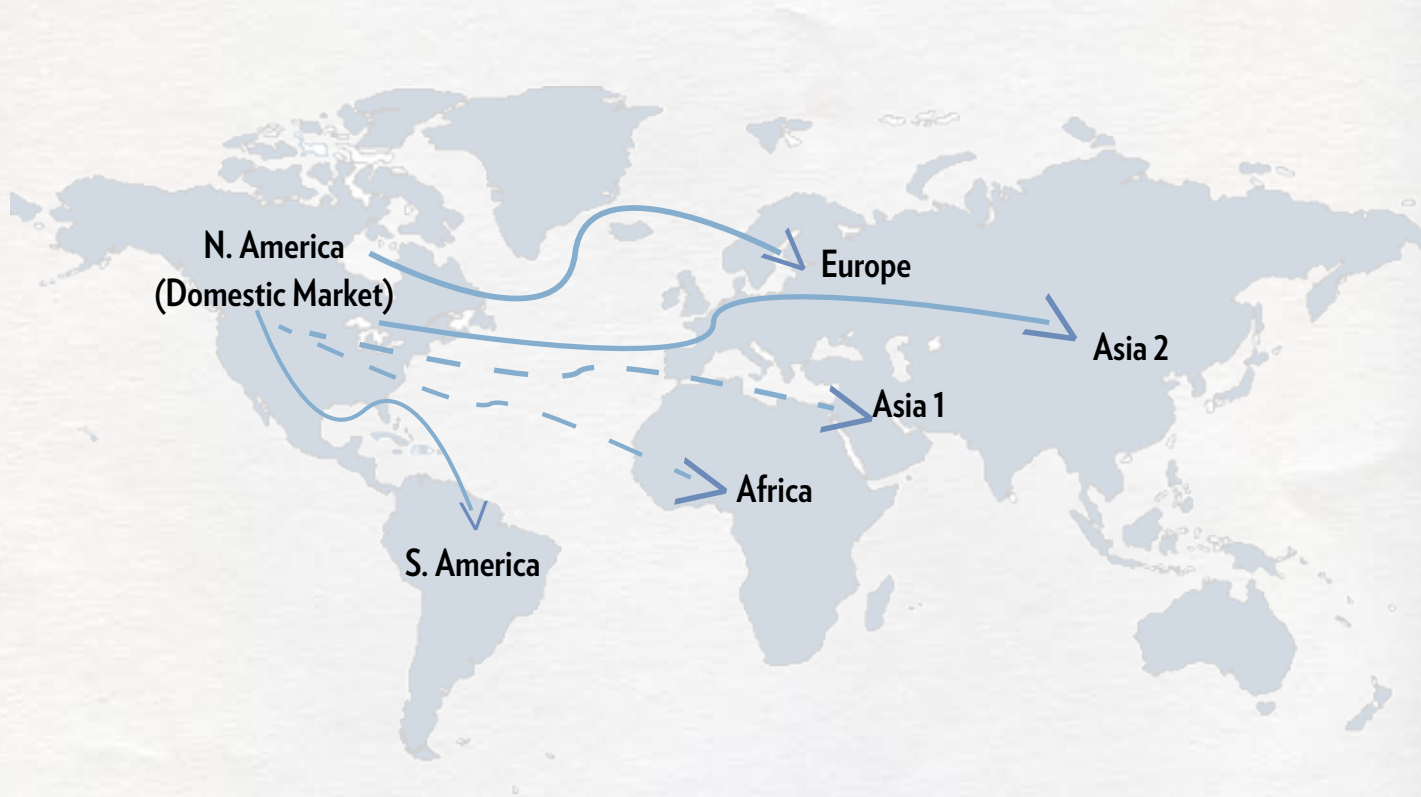 N. America
(Domestic Market)
Europe
Asia 2
Asia 1
Africa
S. America